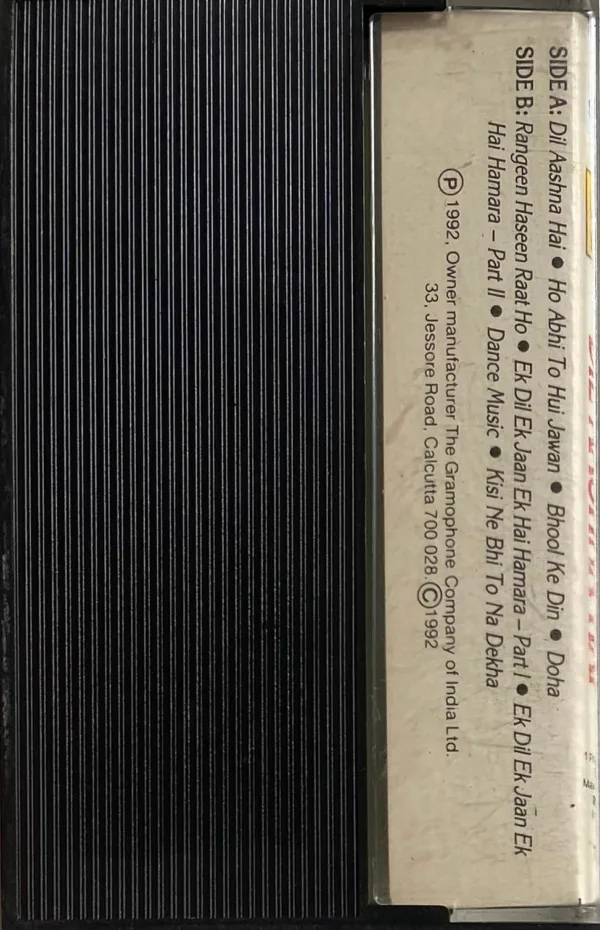 SIDE A: Dil Aashna Hai ● Ho Abhi To Hui Jawan ● Bhool Ke Din ● Doha
SIDE B: Rangeen Haseen Raat Ho ● Ek Dil Ek Jaan Ek Hai Hamara – Part I ● Ek Dil Ek Jaan Ek
Hai Hamara – Part II ● Dance Music ● Kisi Ne Bhi To Na Dekha
Ⓟ 1992, Owner manufacturer The Gramophone Company of India Ltd.
33, Jessore Road, Calcutta 700 028. Ⓒ 1992